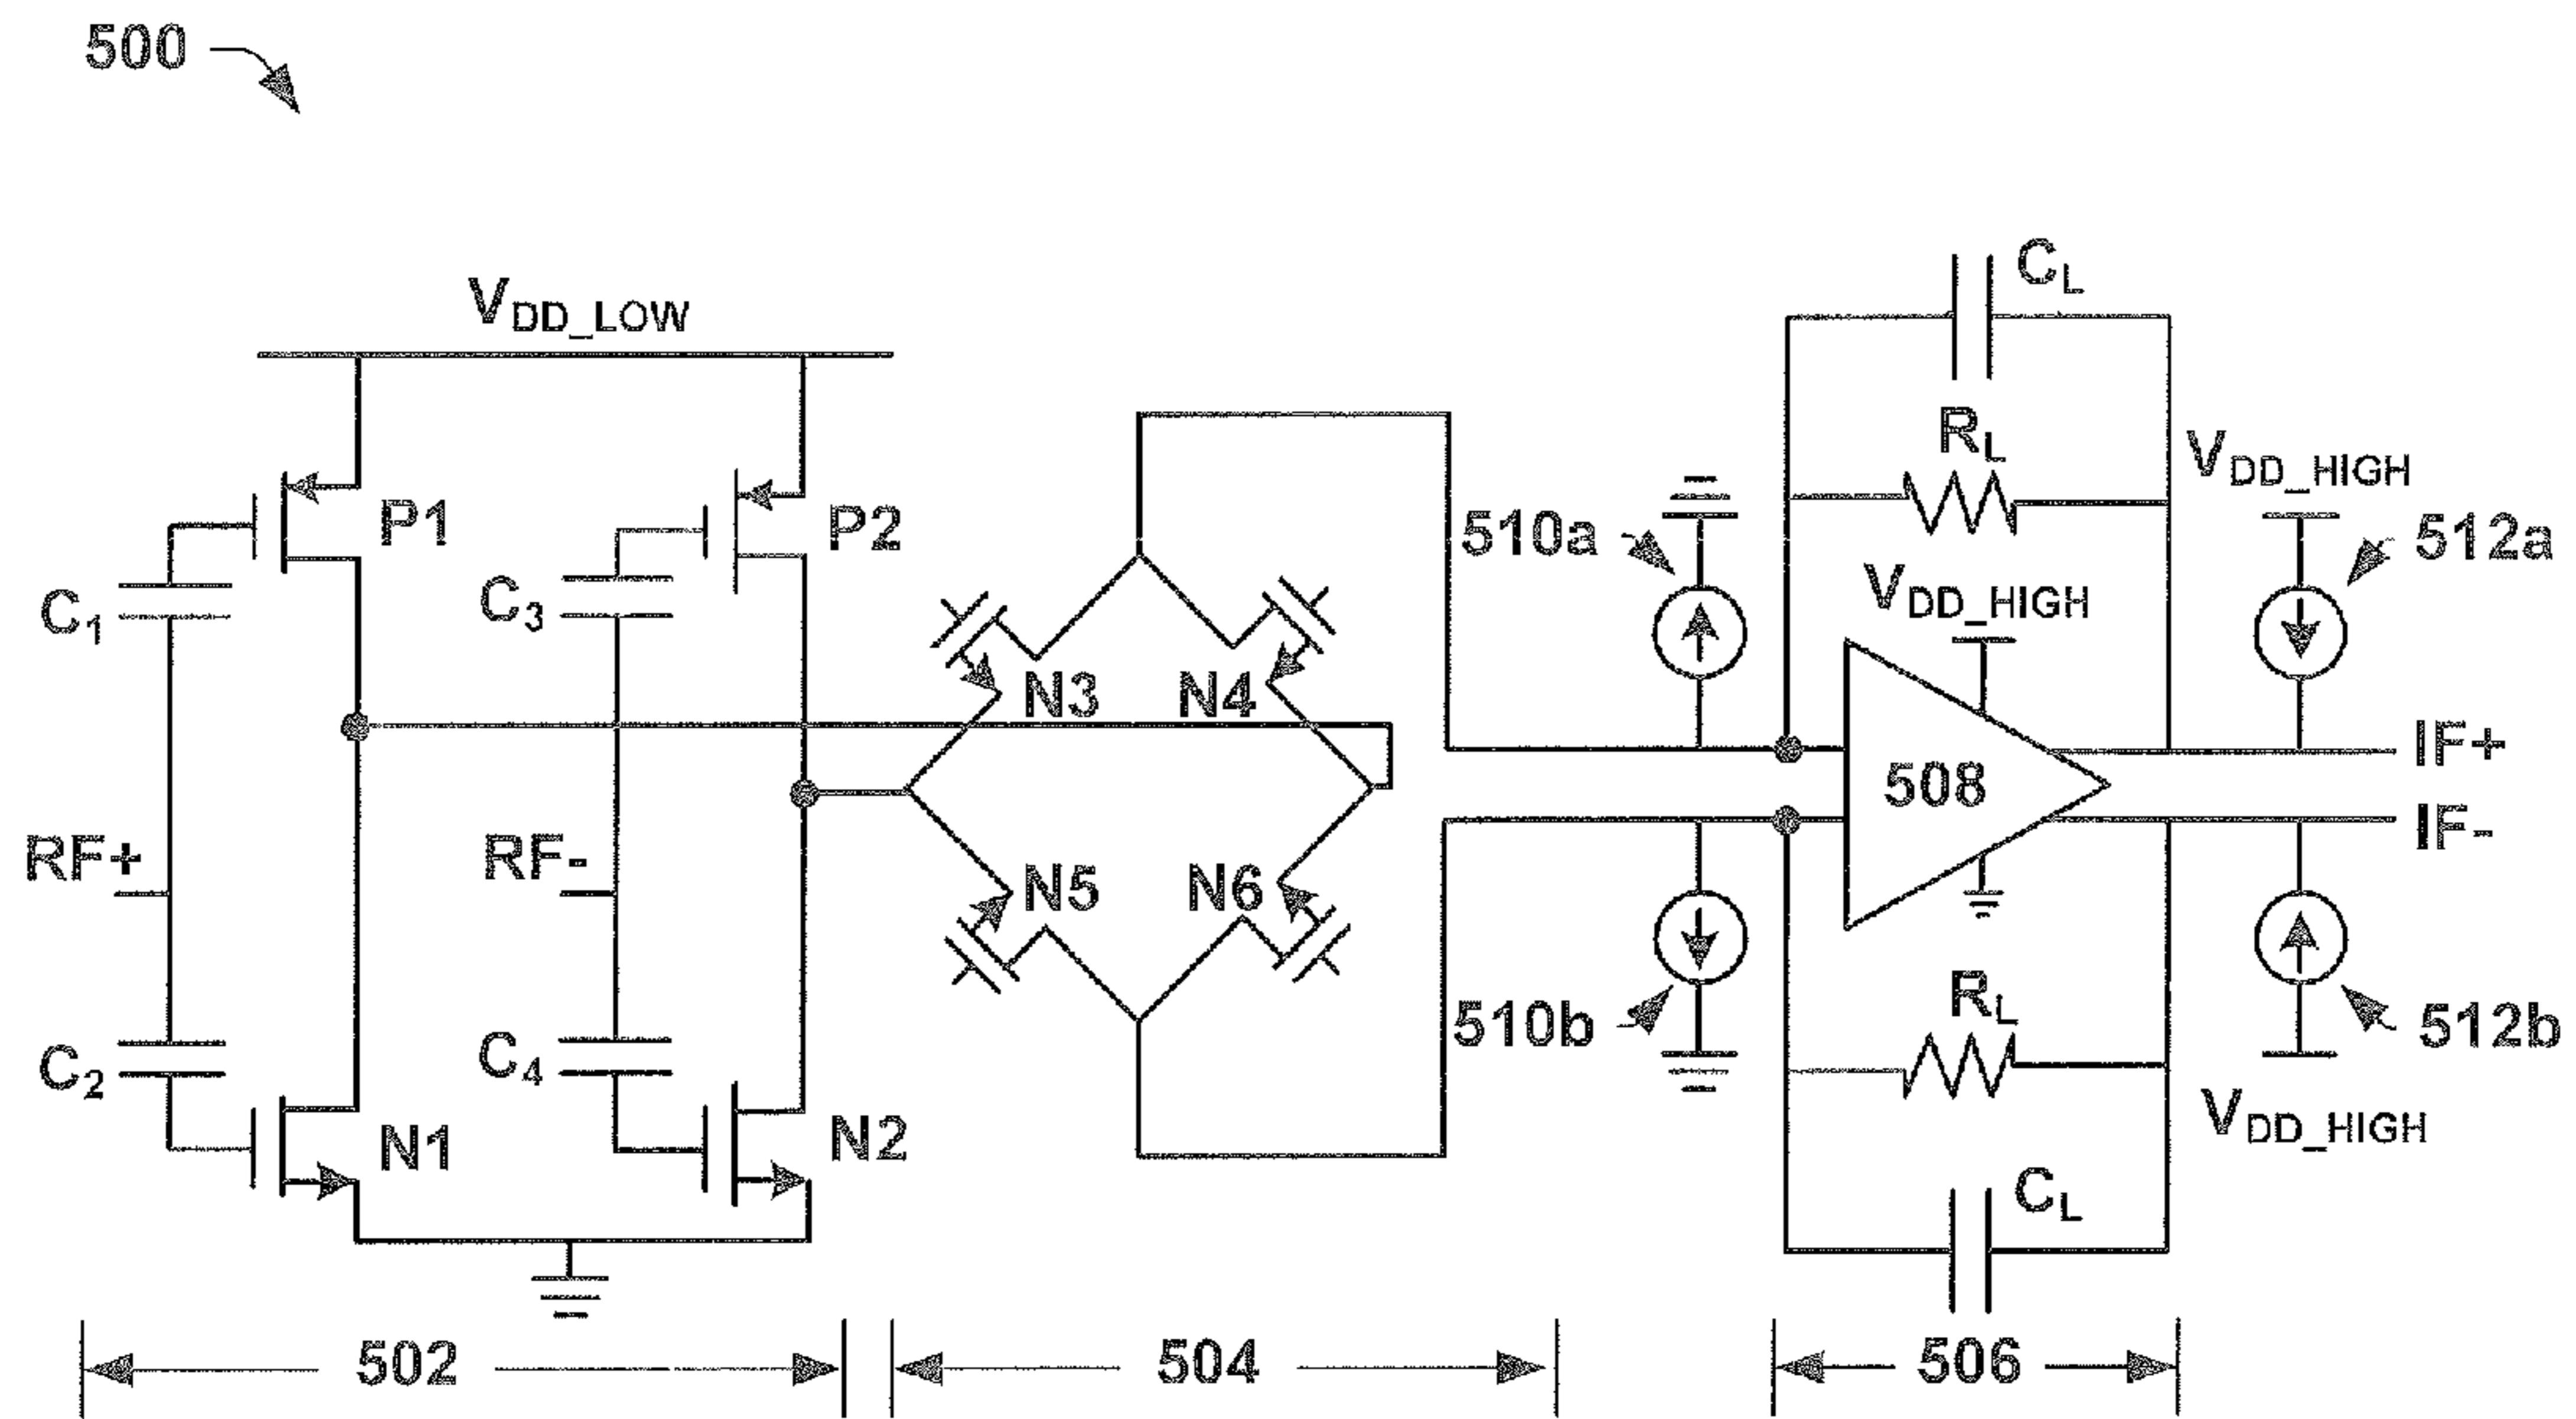 500
V_DD_LOW
C_L
R_L
V_DD_HIGH
510a
512a
P1
P2
V_DD_HIGH
C_1
C_3
N3
N4
508
IF+
IF-
RF+
RF-
N5
N6
510b
R_L
512b
C_2
C_4
N1
N2
V_DD_HIGH
C_L
502
504
506